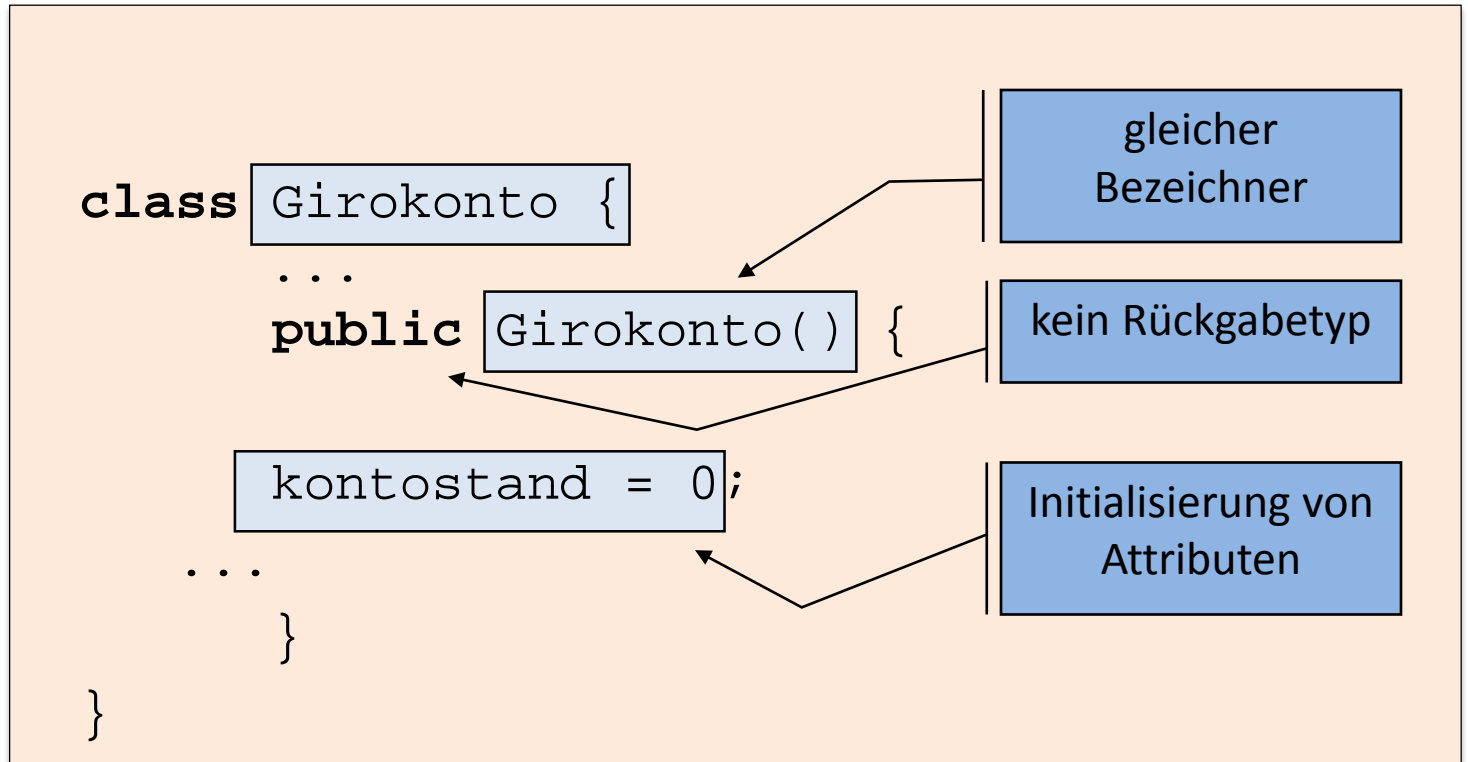 class Girokonto {
...
public Girokonto() {
kontostand = 0;
...
}
}
gleicher
Bezeichner
kein Rückgabetyp
Initialisierung von
Attributen